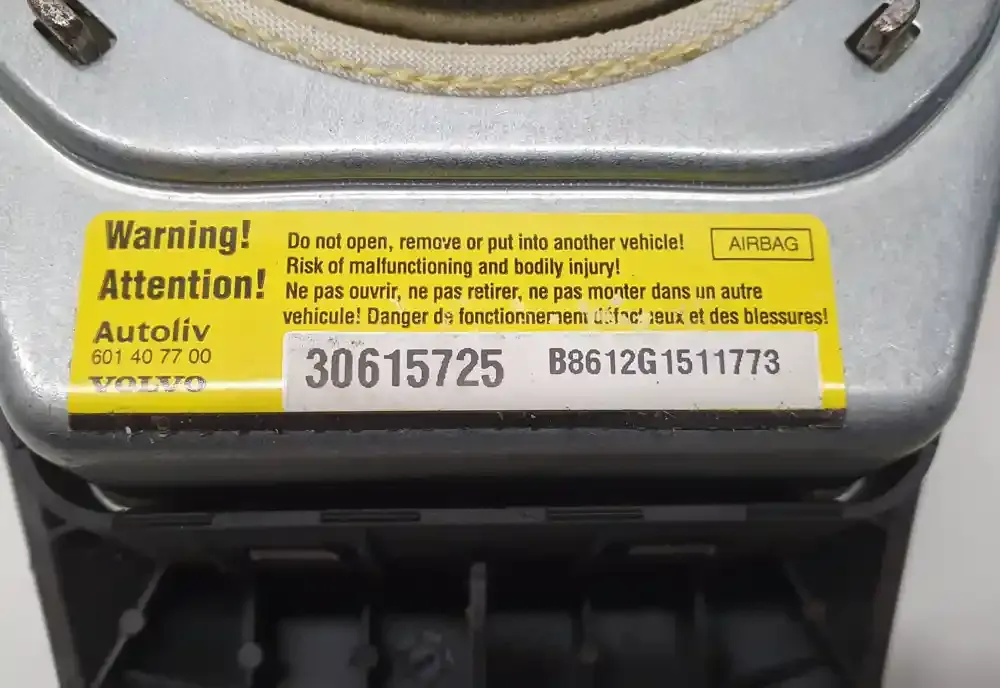 Warning!
Attention!
Do not open, remove or put into another vehicle!
AIRBAG
Risk of malfunctioning and bodily injury!
Ne pas ouvrir, ne pas retirer, ne pas monter dans un autre
vehicule! Danger de fonctionnement défectueux et des blessures!
Autoliv
601 40 77 00
VOLVO
30615725
B8612G1511773